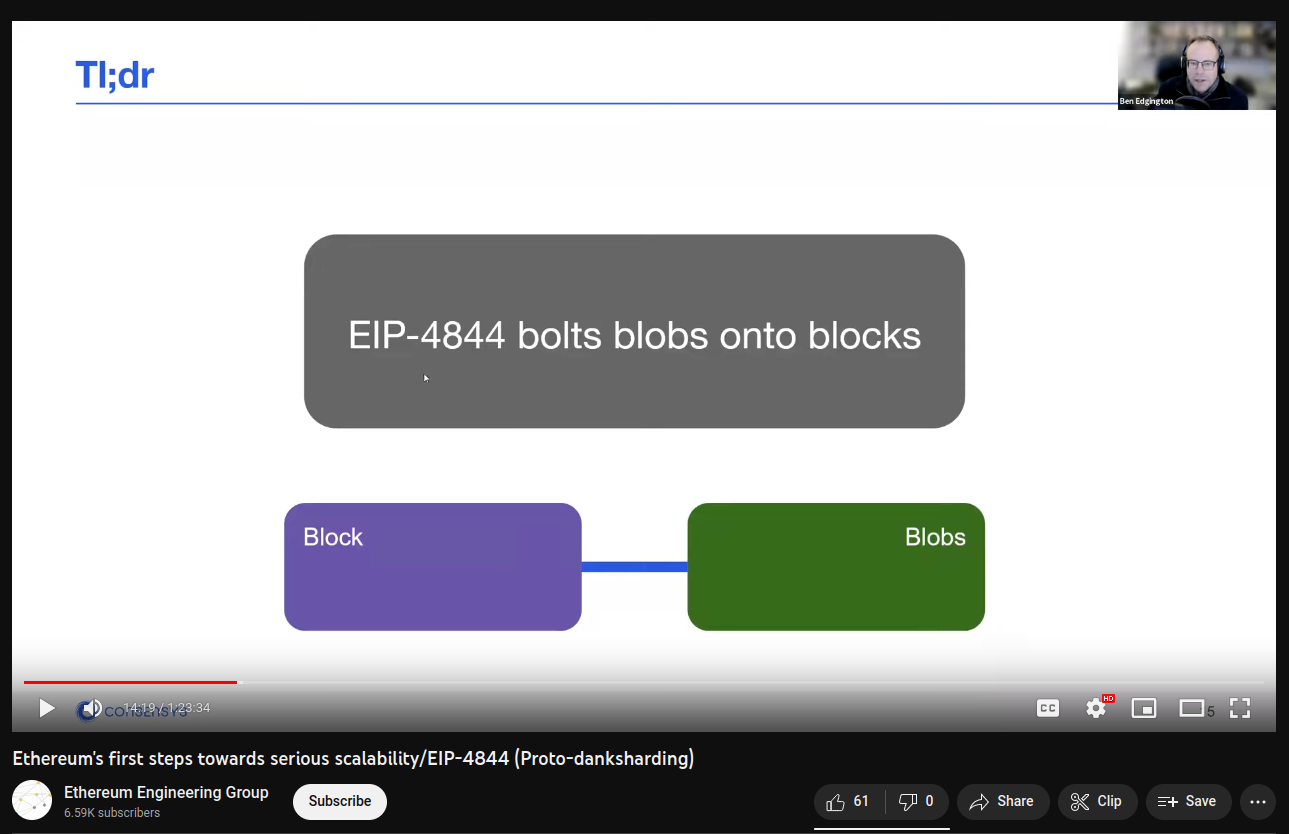 Tl;dr
Ben Edgington
EIP-4844 bolts blobs onto blocks
Block
Blobs
CONSENSYS
14:19 / 1:23:34
CC
HD
5
Ethereum's first steps towards serious scalability/EIP-4844 (Proto-danksharding)
Ethereum Engineering Group
6.59K subscribers
Subscribe
61
0
Share
Clip
Save